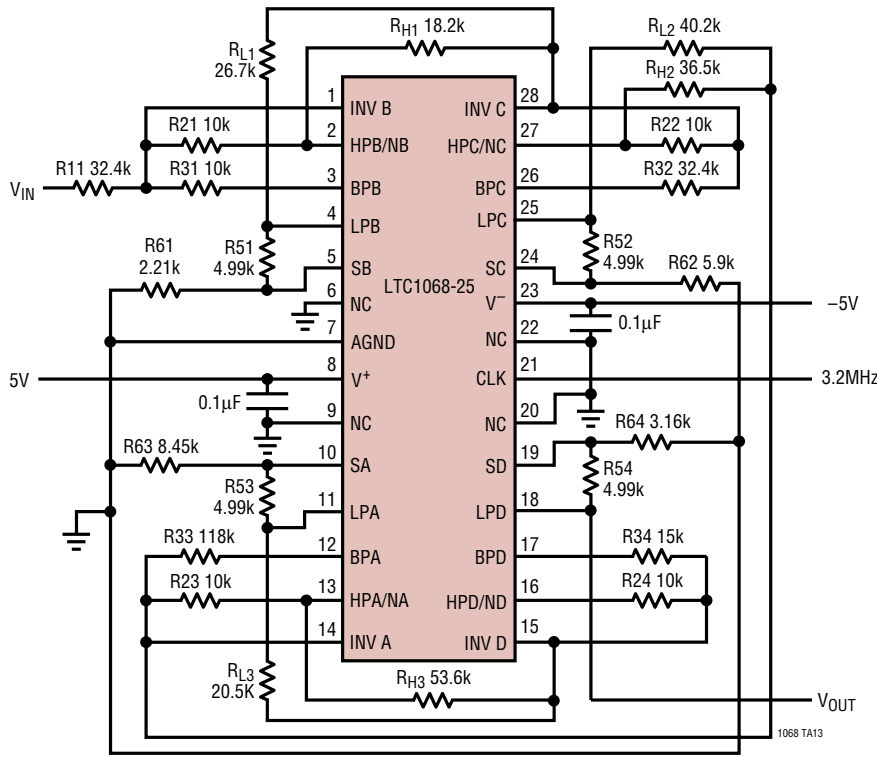 RH1 18.2k
RL1
26.7k
RL2 40.2k
RH2 36.5k
1
INV B
INV C
28
R21 10k
2
HPB/NB
HPC/NC
27
R22 10k
R11 32.4k
VIN
R31 10k
3
BPB
BPC
26
R32 32.4k
4
LPB
LPC
25
R61
2.21k
R51
4.99k
5
SB
SC
24
R52
4.99k
R62 5.9k
LTC1068-25
6
NC
V–
23
–5V
0.1µF
7
AGND
NC
22
5V
8
V+
CLK
21
3.2MHz
0.1µF
9
NC
NC
20
R64 3.16k
R63 8.45k
10
SA
SD
19
R53
4.99k
R54
4.99k
11
LPA
LPD
18
R33 118k
12
BPA
BPD
17
R34 15k
R23 10k
13
HPA/NA
HPD/ND
16
R24 10k
14
INV A
INV D
15
RL3
20.5K
RH3 53.6k
VOUT
1068 TA13